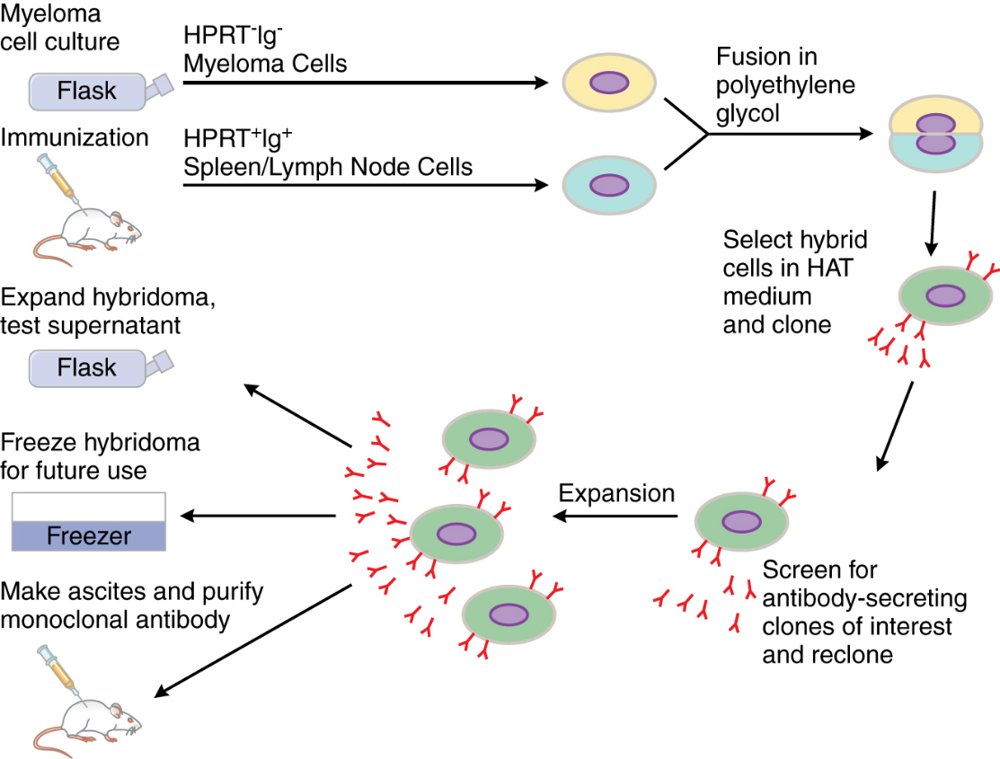 Myeloma
cell culture
Flask
HPRT⁻Ig⁻
Myeloma Cells
Fusion in
polyethylene
glycol
Immunization
HPRT⁺Ig⁺
Spleen/Lymph Node Cells
Select hybrid
cells in HAT
medium
and clone
Expand hybridoma,
test supernatant
Flask
Freeze hybridoma
for future use
Freezer
Expansion
Screen for
antibody-secreting
clones of interest
and reclone
Make ascites and purify
monoclonal antibody